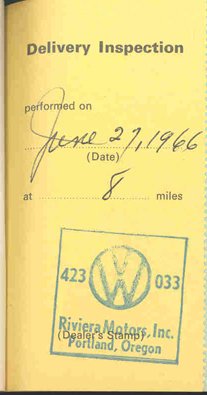 Delivery Inspection
performed on
June 27, 1966
(Date)
at 8 miles
423 VW 033
Riviera Motors, Inc.
(Dealer's Stamp)
Portland, Oregon